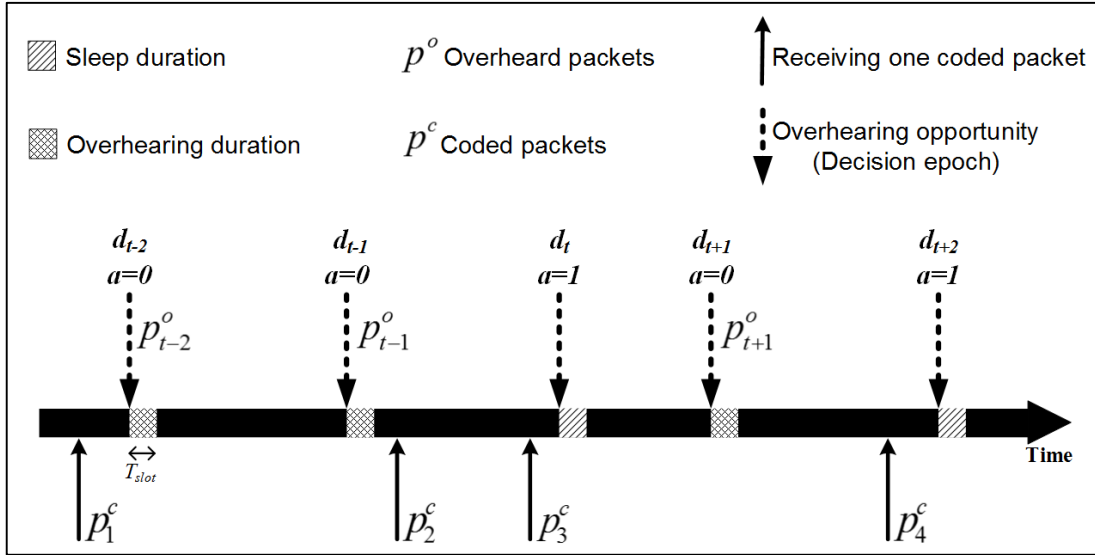 Sleep duration
p^o Overheard packets
Receiving one coded packet
Overhearing duration
p^c Coded packets
Overhearing opportunity
(Decision epoch)
d_{t-2} d_{t-1} d_t d_{t+1} d_{t+2}
a=0 a=0 a=1 a=0 a=1
p^o_{t-2} p^o_{t-1} p^o_{t+1}
T_{slot}
Time
p^c_1 p^c_2 p^c_3 p^c_4